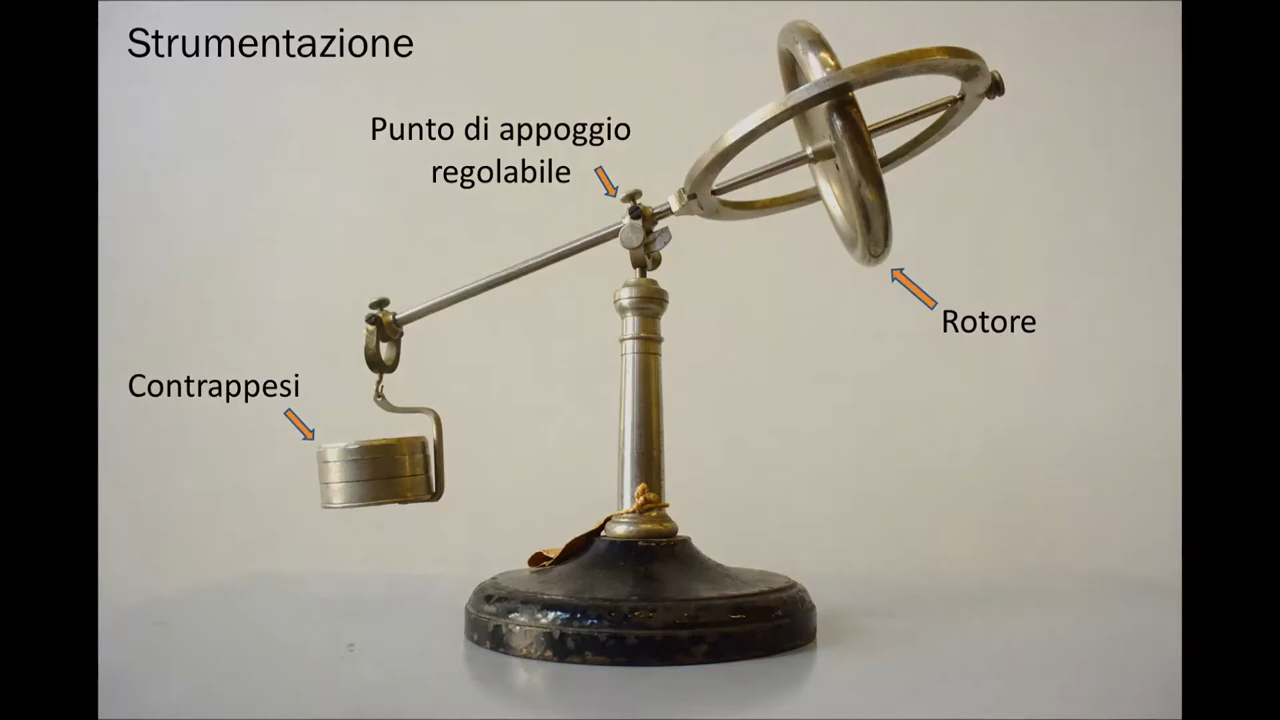 Strumentazione
Punto di appoggio
regolabile
Rotore
Contrappesi